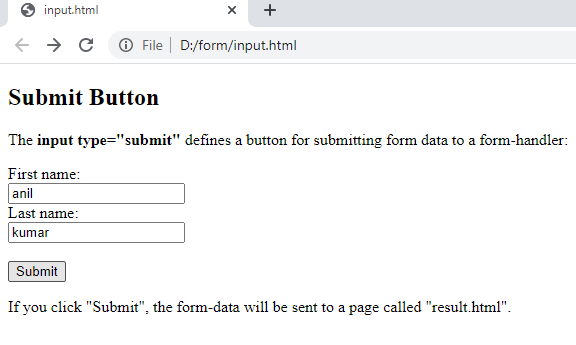 input.html
File | D:/form/input.html
Submit Button
The input type="submit" defines a button for submitting form data to a form-handler:
First name:
anil
Last name:
kumar
Submit
If you click "Submit", the form-data will be sent to a page called "result.html".